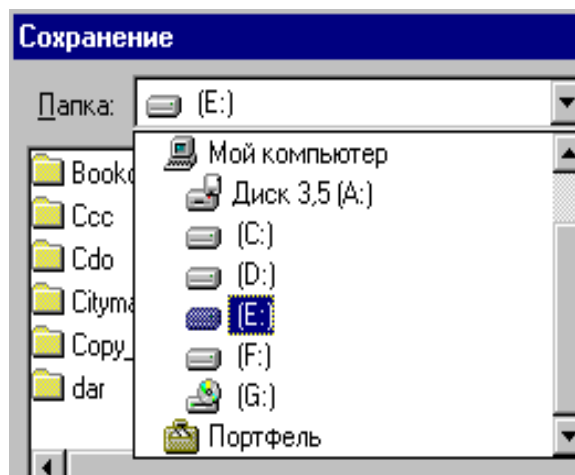 Сохранение
Папка: (E:)
Мой компьютер
Диск 3,5 (A:)
(C:)
(D:)
(E:)
(F:)
(G:)
Портфель
Ccc
Cdo
dar